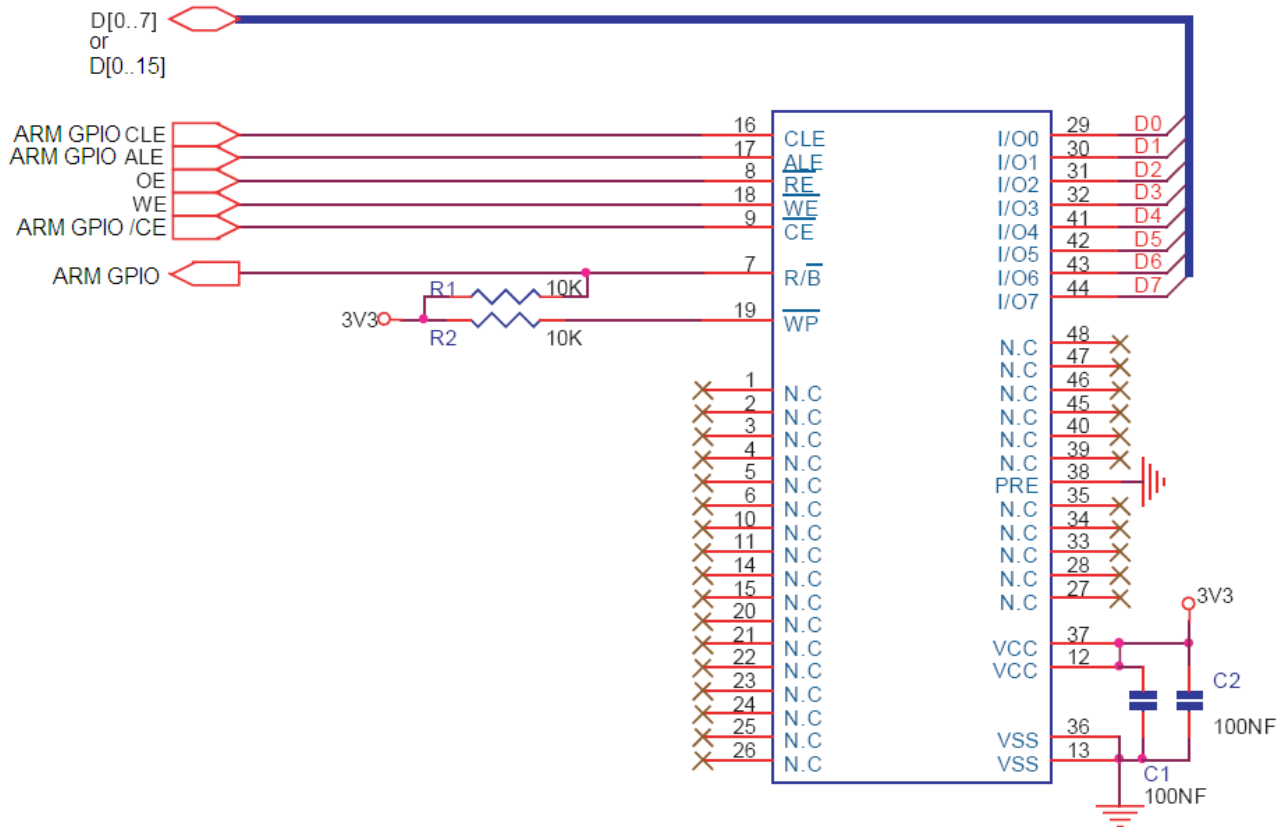 D[0..7]
or
D[0..15]
ARM GPIO CLE
ARM GPIO ALE
OE
WE
ARM GPIO /CE
ARM GPIO
3V3
R1 10K
R2 10K
16 CLE
17 ALE
8 RE
18 WE
9 CE
7 R/B
19 WP
1 N.C
2 N.C
3 N.C
4 N.C
5 N.C
6 N.C
10 N.C
11 N.C
14 N.C
15 N.C
20 N.C
21 N.C
22 N.C
23 N.C
24 N.C
25 N.C
26 N.C
I/O0 29 D0
I/O1 30 D1
I/O2 31 D2
I/O3 32 D3
I/O4 41 D4
I/O5 42 D5
I/O6 43 D6
I/O7 44 D7
N.C 48
N.C 47
N.C 46
N.C 45
N.C 40
N.C 39
PRE 38
N.C 35
N.C 34
N.C 33
N.C 28
N.C 27
3V3
VCC 37
VCC 12
C2
100NF
VSS 36
VSS 13
C1
100NF